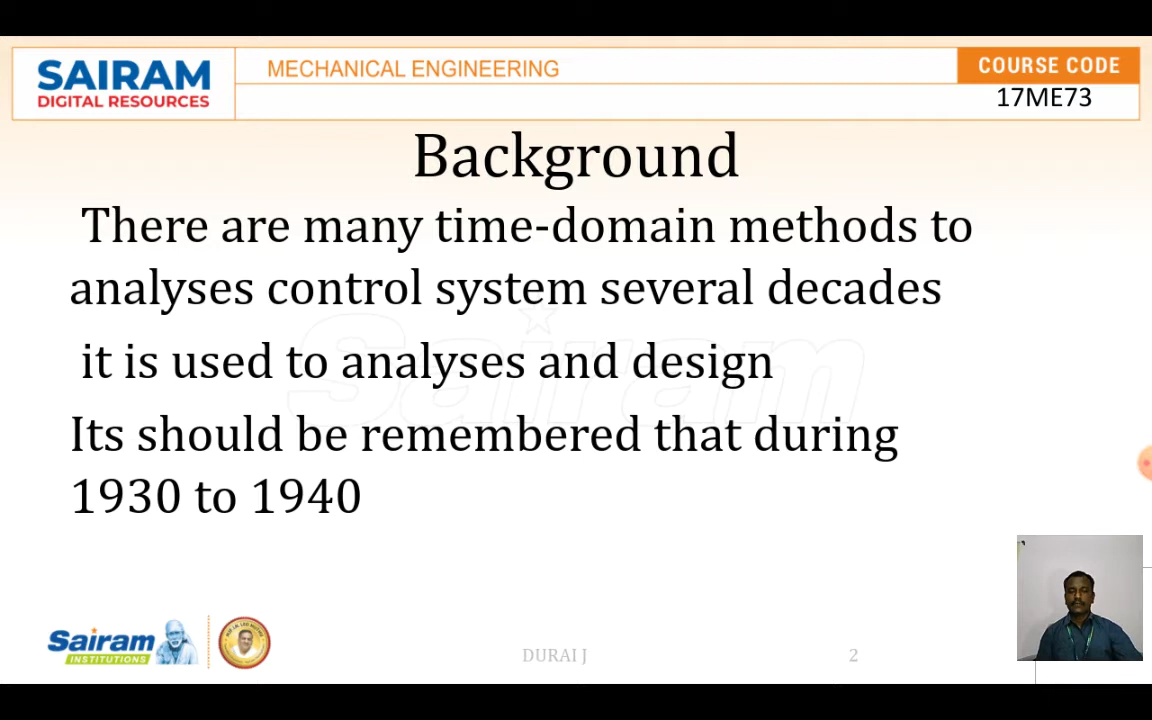 SAIRAM
DIGITAL RESOURCES
MECHANICAL ENGINEERING
COURSE CODE
17ME73
Background
There are many time-domain methods to
analyses control system several decades
it is used to analyses and design
Its should be remembered that during
1930 to 1940
Sairam
Sairam
INSTITUTIONS
DURAI J
2